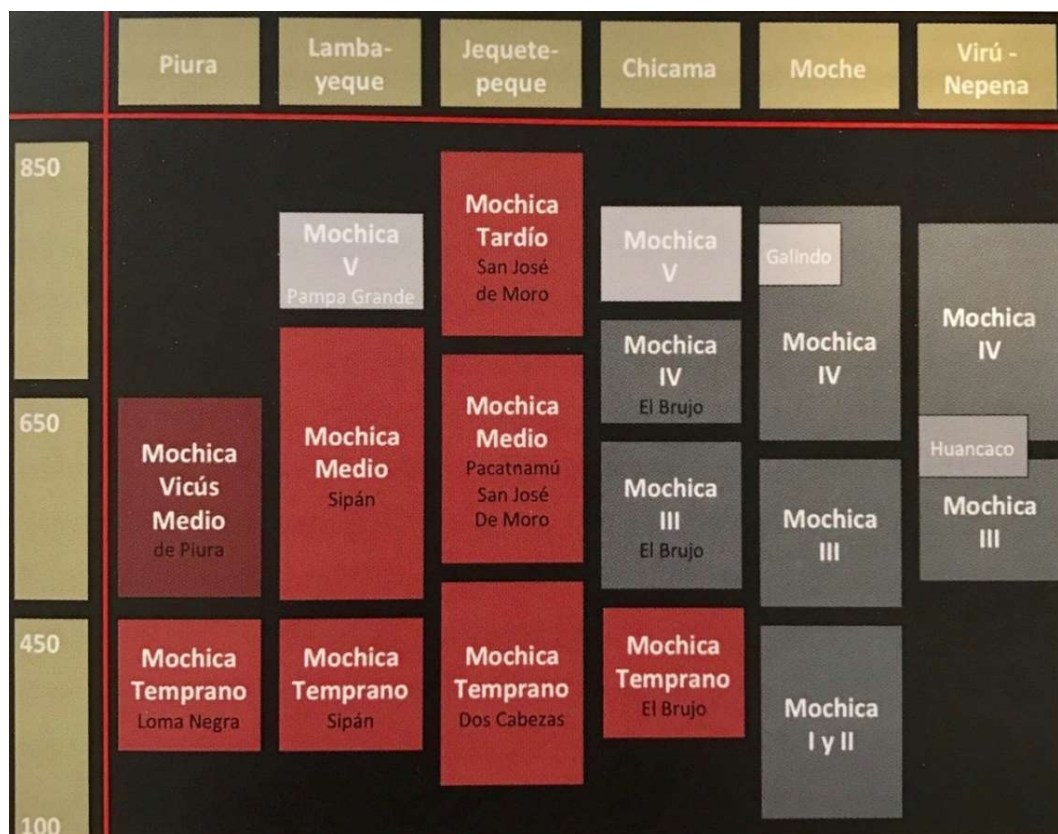 Piura
Lamba-
yeque
Jequete-
peque
Chicama
Moche
Virú -
Nepena
850
650
450
100
Mochica
Vicús
Medio
de Piura
Mochica
Temprano
Loma Negra
Mochica
V
Pampa Grande
Mochica
Medio
Sipán
Mochica
Temprano
Sipán
Mochica
Tardío
San José
de Moro
Mochica
Medio
Pacatnamú
San José
De Moro
Mochica
Temprano
Dos Cabezas
Mochica
V
Mochica
IV
El Brujo
Mochica
III
El Brujo
Mochica
Temprano
El Brujo
Galindo
Mochica
IV
Mochica
III
Mochica
I y II
Mochica
IV
Huancaco
Mochica
III